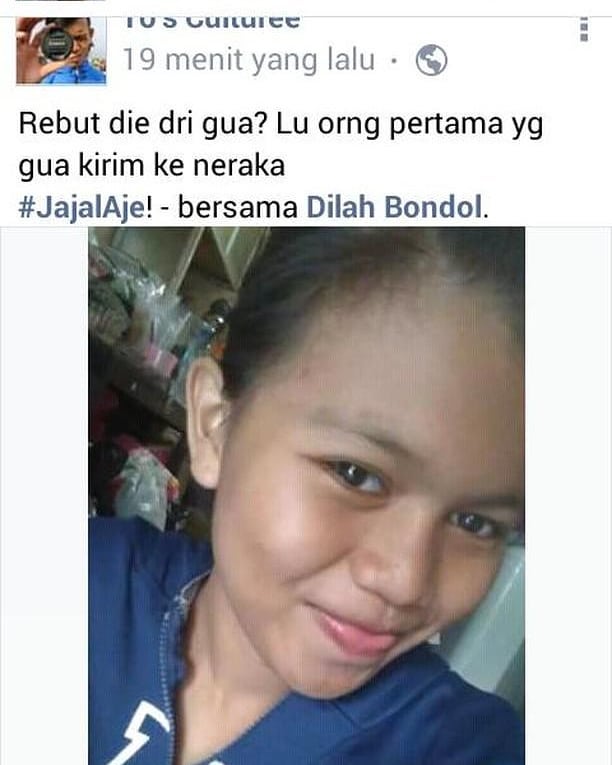 To's Culturee
19 menit yang lalu ·
Rebut die dri gua? Lu orng pertama yg
gua kirim ke neraka
#JajalAje! - bersama Dilah Bondol.